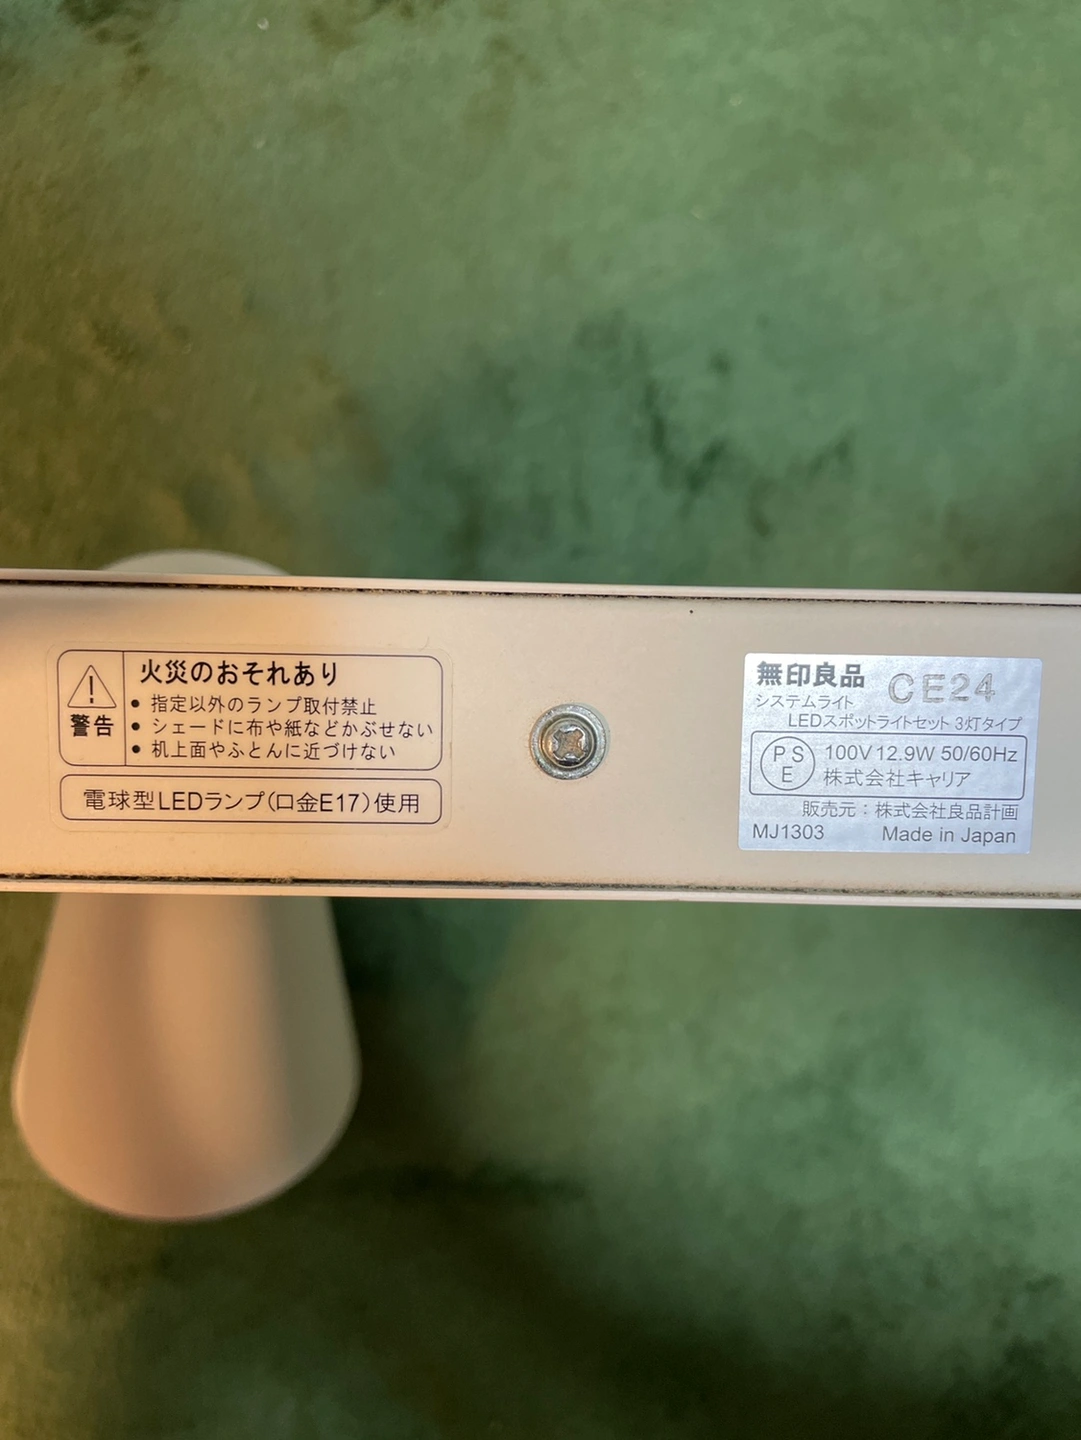 火災のおそれあり
警告
● 指定以外のランプ取付禁止
● シェードに布や紙などかぶせない
● 机上面やふとんに近づけない
電球型LEDランプ(口金E17)使用
無印良品 CE24
システムライト
LEDスポットライトセット 3灯タイプ
PSE
100V 12.9W 50/60Hz
株式会社キャリア
販売元：株式会社良品計画
MJ1303 Made in Japan